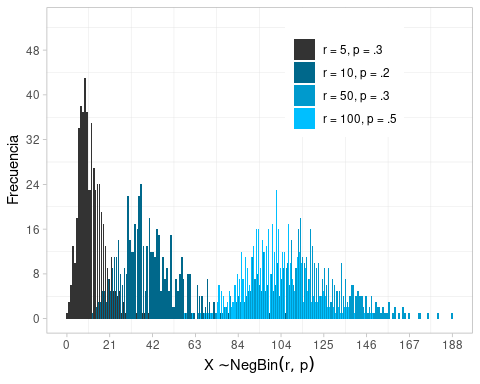 48
40
32
24
16
8
0
Frecuencia
r = 5, p = .3
r = 10, p = .2
r = 50, p = .3
r = 100, p = .5
0 21 42 63 84 104 125 146 167 188
X ~NegBin(r, p)